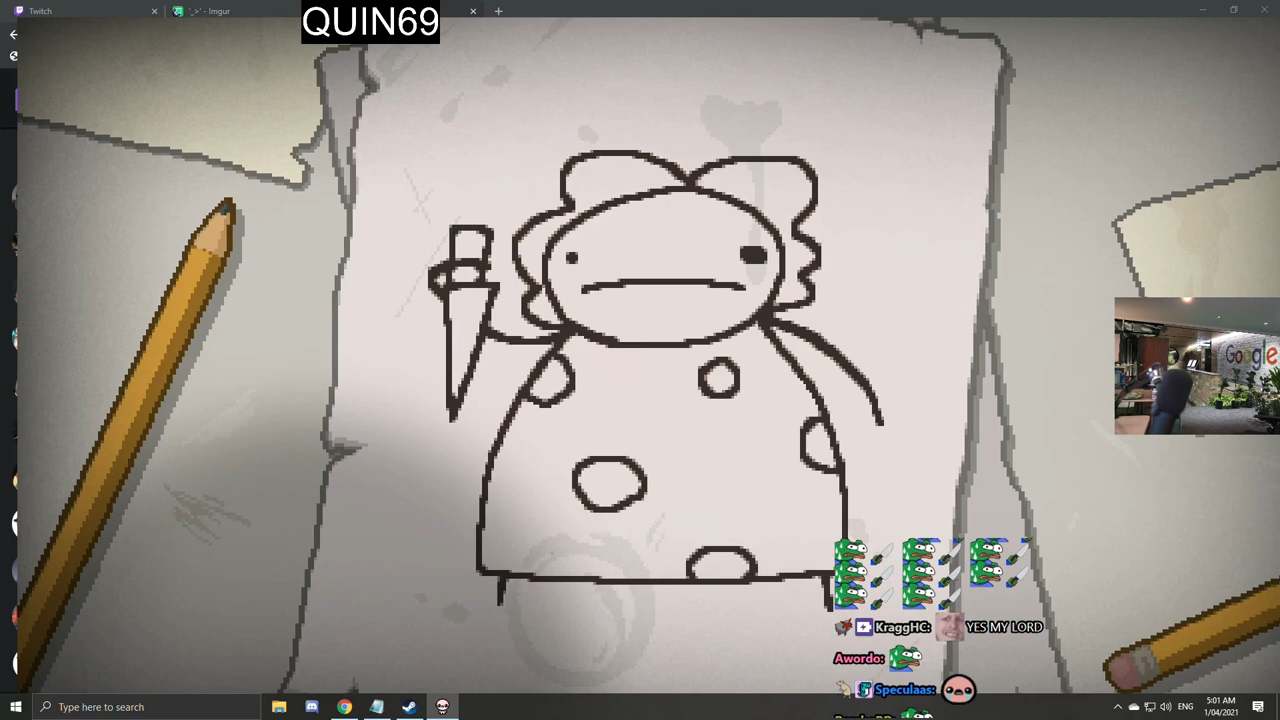 Twitch
'_>' - Imgur
QUIN69
Google
KraggHC: YES MY LORD
Awordo:
Speculaas:
Type here to search
ENG
5:01 AM
1/04/2021